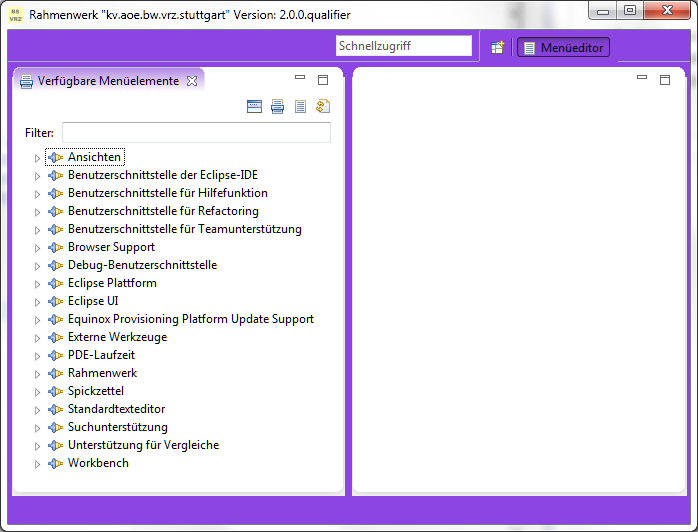 BS
VRZ
Rahmenwerk "kv.aoe.bw.vrz.stuttgart" Version: 2.0.0.qualifier
Schnellzugriff
Menüeditor
Verfügbare Menüelemente
Filter:
Ansichten
Benutzerschnittstelle der Eclipse-IDE
Benutzerschnittstelle für Hilfefunktion
Benutzerschnittstelle für Refactoring
Benutzerschnittstelle für Teamunterstützung
Browser Support
Debug-Benutzerschnittstelle
Eclipse Plattform
Eclipse UI
Equinox Provisioning Platform Update Support
Externe Werkzeuge
PDE-Laufzeit
Rahmenwerk
Spickzettel
Standardtexteditor
Suchunterstützung
Unterstützung für Vergleiche
Workbench